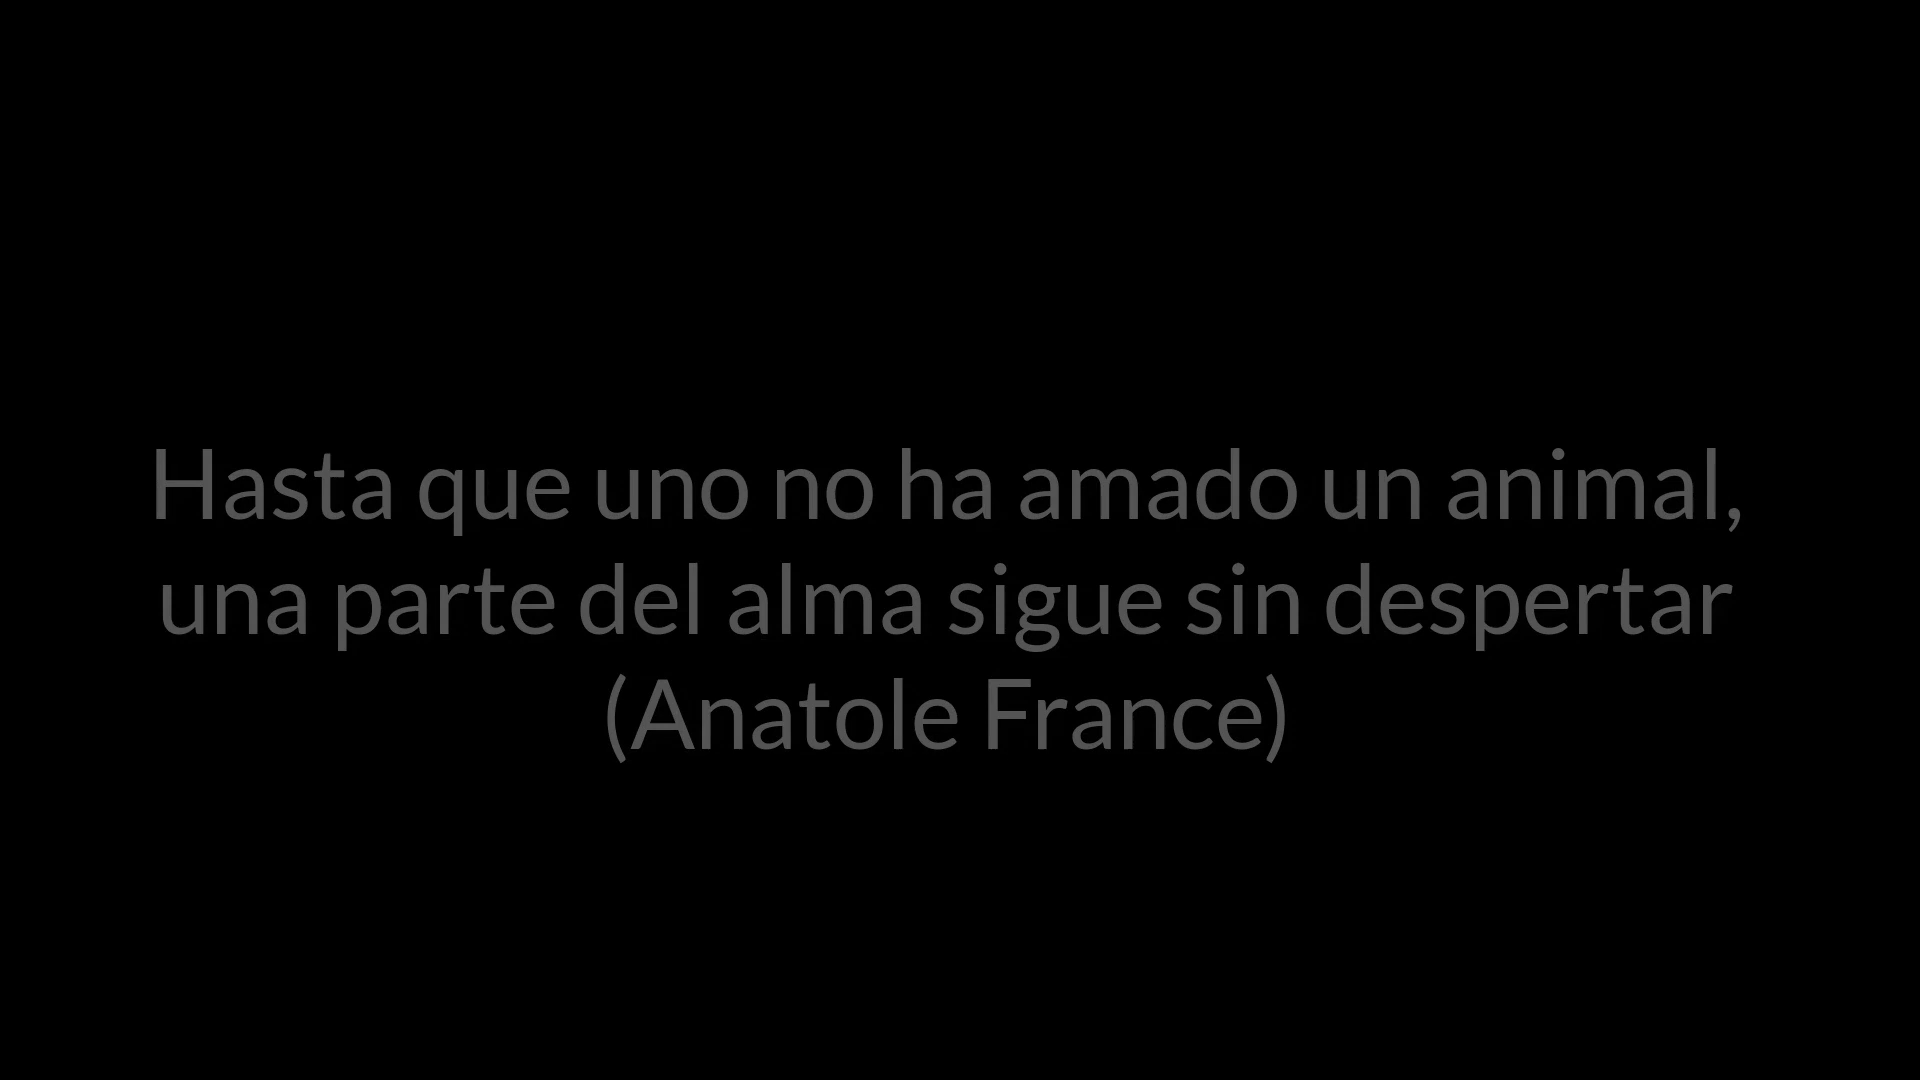 Hasta que uno no ha amado un animal,
una parte del alma sigue sin despertar
(Anatole France)